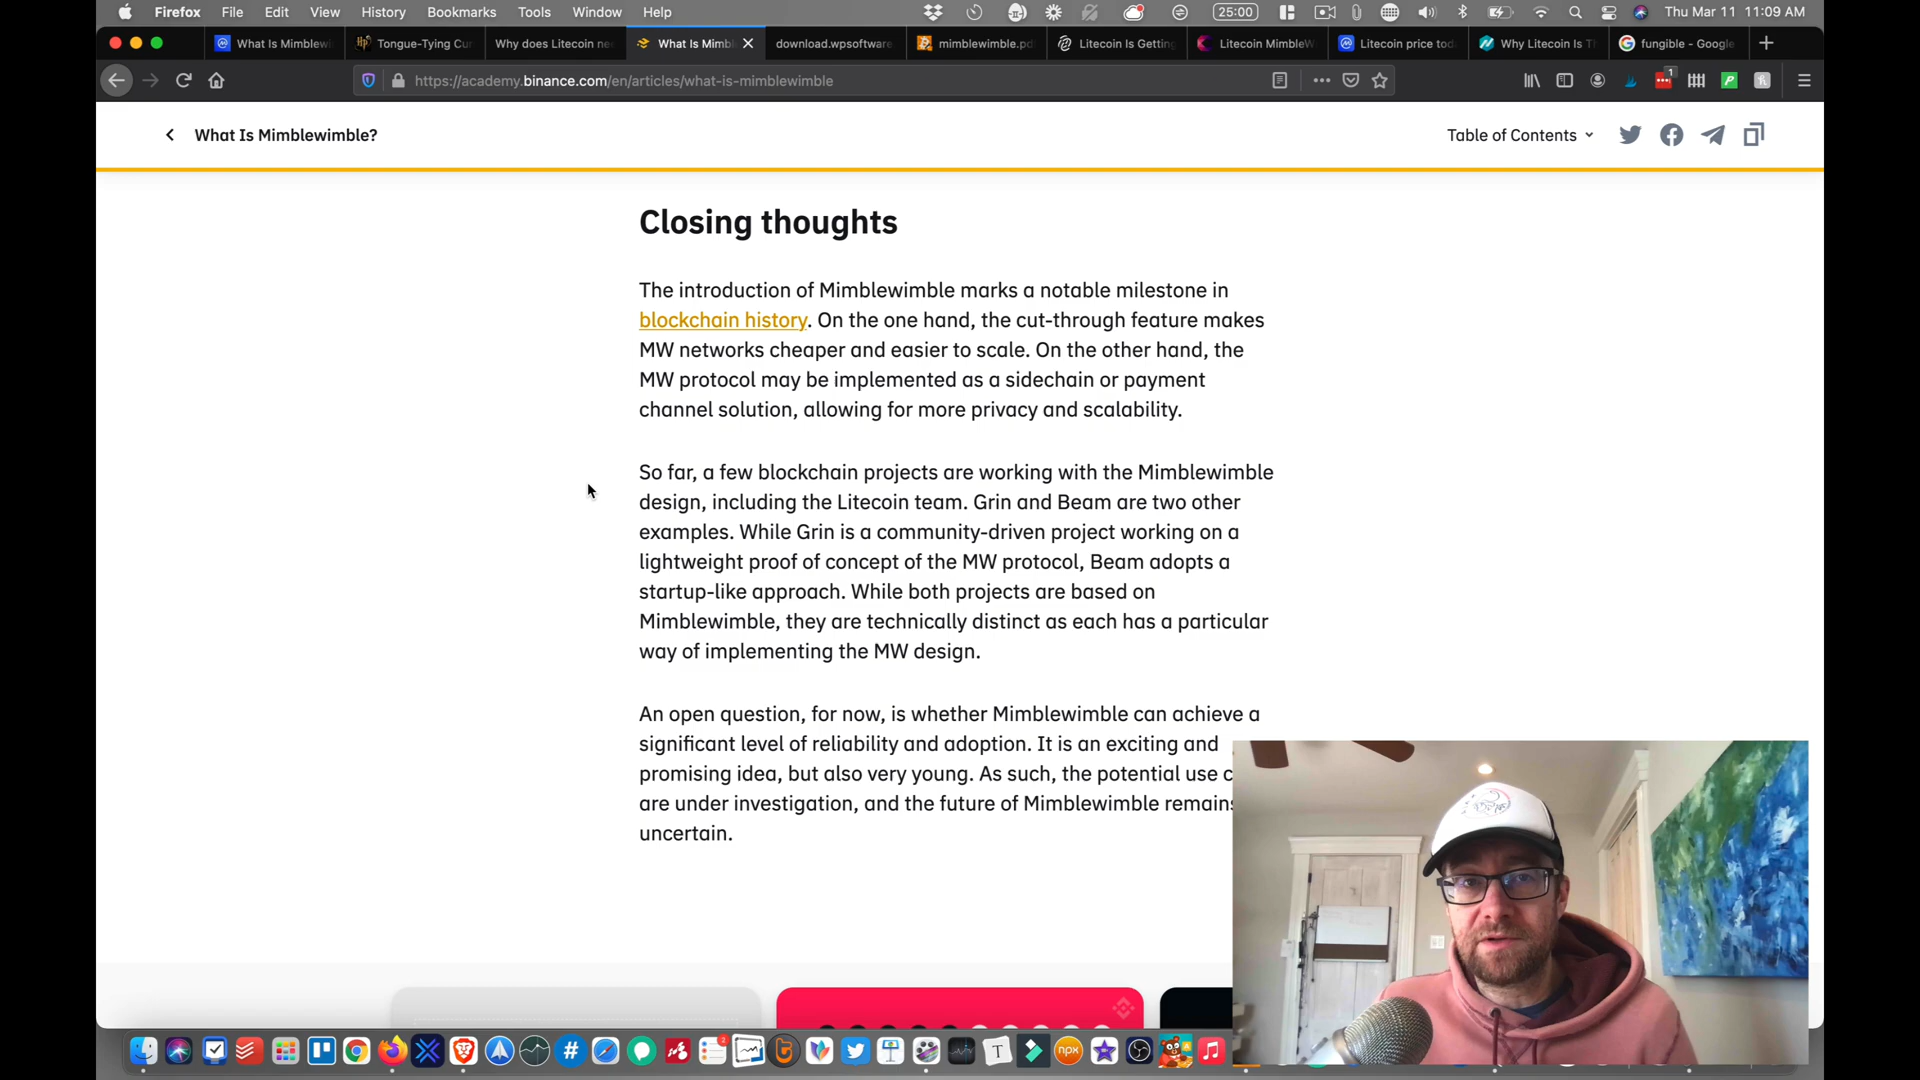 Firefox File Edit View History Bookmarks Tools Window Help 25:00 Thu Mar 11 11:09 AM
What Is Mimblewi Tongue-Tying Cu Why does Litecoin ne What Is Mimbl download.wpsoftware mimblewimble.pd Litecoin Is Getting Litecoin MimbleW Litecoin price tod Why Litecoin Is T fungible - Google
https://academy.binance.com/en/articles/what-is-mimblewimble
What Is Mimblewimble? Table of Contents
Closing thoughts
The introduction of Mimblewimble marks a notable milestone in
blockchain history. On the one hand, the cut-through feature makes
MW networks cheaper and easier to scale. On the other hand, the
MW protocol may be implemented as a sidechain or payment
channel solution, allowing for more privacy and scalability.
So far, a few blockchain projects are working with the Mimblewimble
design, including the Litecoin team. Grin and Beam are two other
examples. While Grin is a community-driven project working on a
lightweight proof of concept of the MW protocol, Beam adopts a
startup-like approach. While both projects are based on
Mimblewimble, they are technically distinct as each has a particular
way of implementing the MW design.
An open question, for now, is whether Mimblewimble can achieve a
significant level of reliability and adoption. It is an exciting and
promising idea, but also very young. As such, the potential use c
are under investigation, and the future of Mimblewimble remains
uncertain.